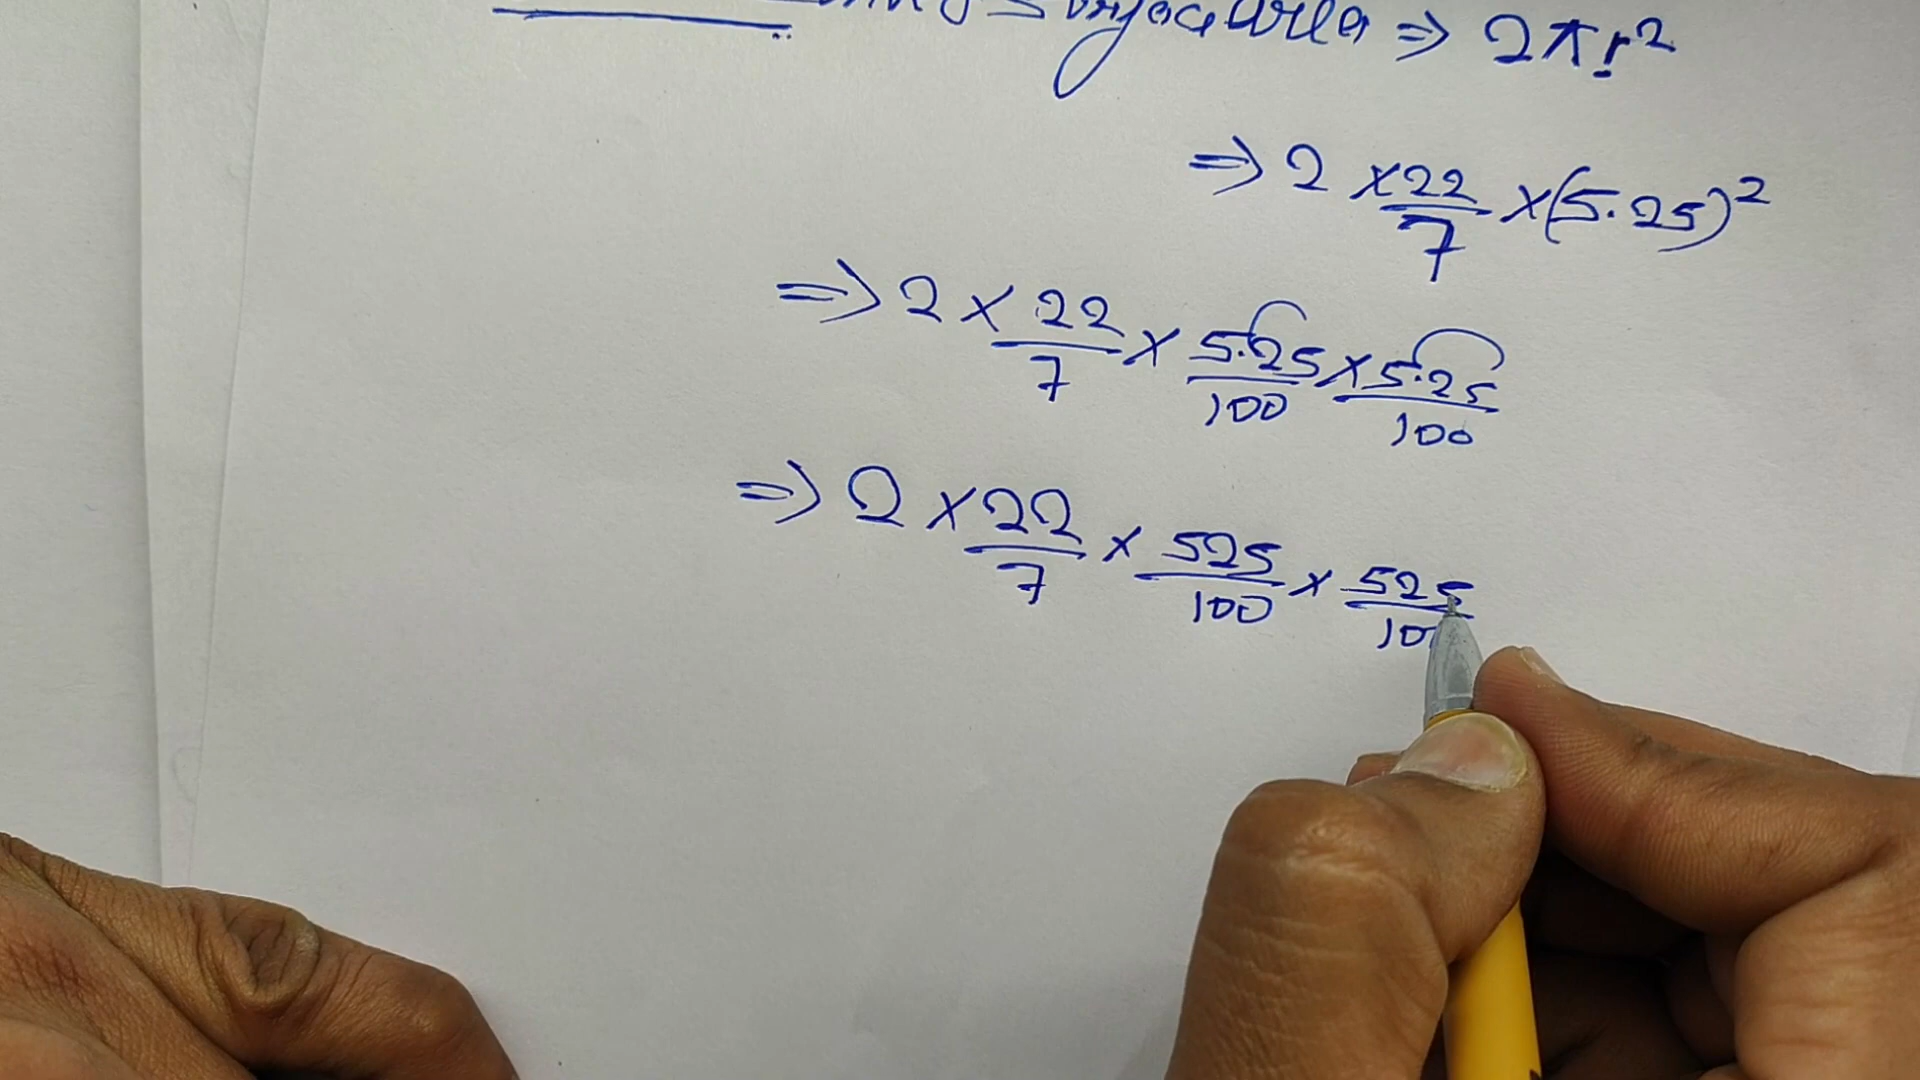 ⇒ 2πr²
⇒ 2 × 22/7 × (5.25)²
⇒ 2 × 22/7 × 5.25/100 × 5.25/100
⇒ 2 × 22/7 × 525/100 × 525/10